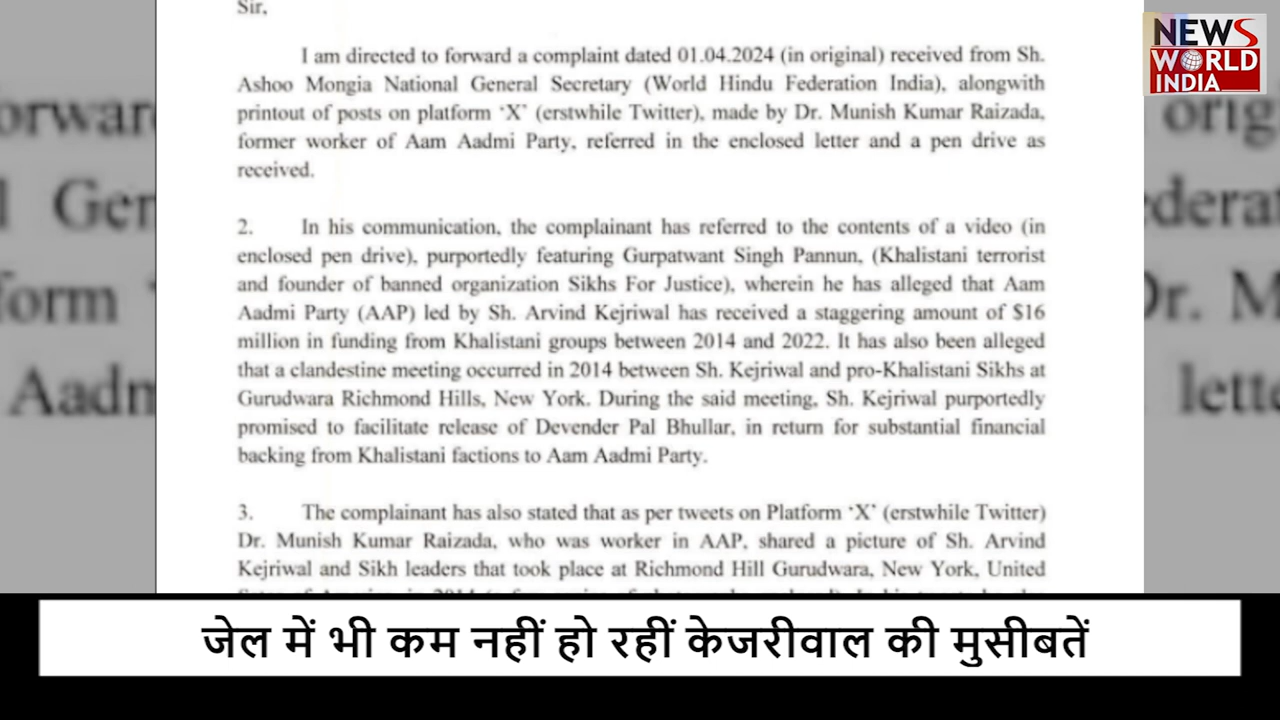 Sir,
I am directed to forward a complaint dated 01.04.2024 (in original) received from Sh.
Ashoo Mongia National General Secretary (World Hindu Federation India), alongwith
printout of posts on platform ‘X’ (erstwhile Twitter), made by Dr. Munish Kumar Raizada,
former worker of Aam Aadmi Party, referred in the enclosed letter and a pen drive as
received.
2. In his communication, the complainant has referred to the contents of a video (in
enclosed pen drive), purportedly featuring Gurpatwant Singh Pannun, (Khalistani terrorist
and founder of banned organization Sikhs For Justice), wherein he has alleged that Aam
Aadmi Party (AAP) led by Sh. Arvind Kejriwal has received a staggering amount of $16
million in funding from Khalistani groups between 2014 and 2022. It has also been alleged
that a clandestine meeting occurred in 2014 between Sh. Kejriwal and pro-Khalistani Sikhs at
Gurudwara Richmond Hills, New York. During the said meeting, Sh. Kejriwal purportedly
promised to facilitate release of Devender Pal Bhullar, in return for substantial financial
backing from Khalistani factions to Aam Aadmi Party.
3. The complainant has also stated that as per tweets on Platform ‘X’ (erstwhile Twitter)
Dr. Munish Kumar Raizada, who was worker in AAP, shared a picture of Sh. Arvind
Kejriwal and Sikh leaders that took place at Richmond Hill Gurudwara, New York, United
जेल में भी कम नहीं हो रहीं केजरीवाल की मुसीबतें
NEWS
WORLD
INDIA